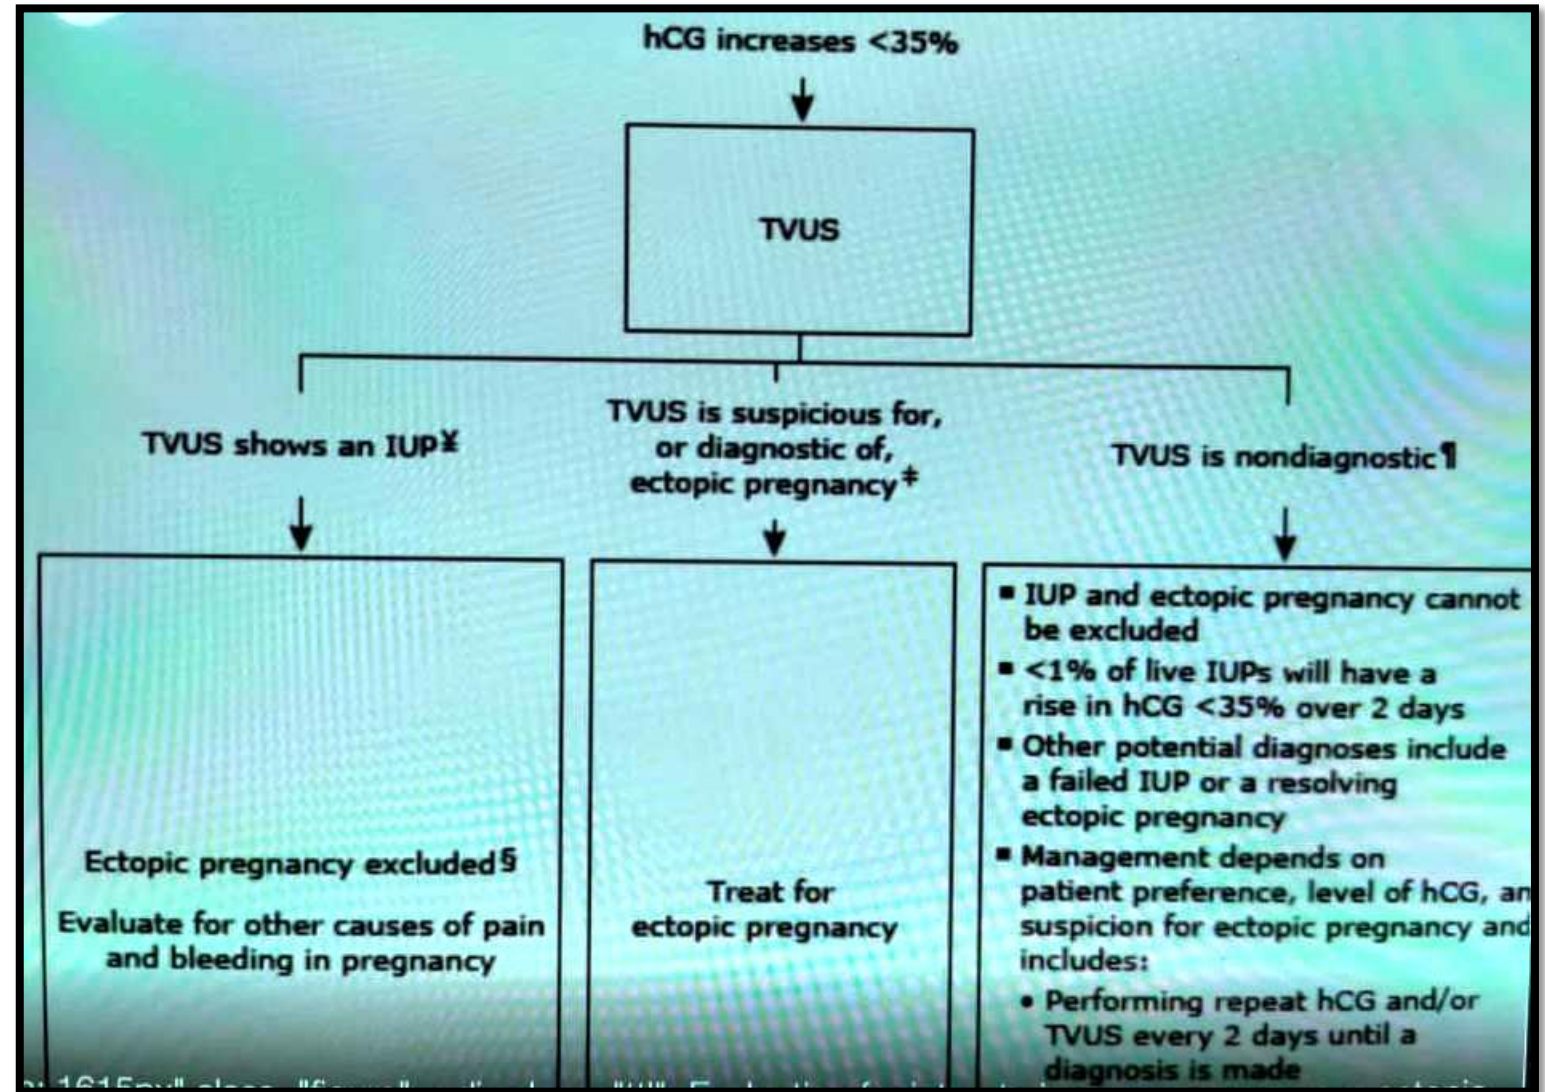 hCG increases <35%
TVUS
TVUS shows an IUP¥
TVUS is suspicious for,
or diagnostic of,
ectopic pregnancy‡
TVUS is nondiagnostic¶
Ectopic pregnancy excluded§
Evaluate for other causes of pain
and bleeding in pregnancy
Treat for
ectopic pregnancy
▪ IUP and ectopic pregnancy cannot
be excluded
▪ <1% of live IUPs will have a
rise in hCG <35% over 2 days
▪ Other potential diagnoses include
a failed IUP or a resolving
ectopic pregnancy
▪ Management depends on
patient preference, level of hCG, an
suspicion for ectopic pregnancy and
includes:
• Performing repeat hCG and/or
TVUS every 2 days until a
diagnosis is made